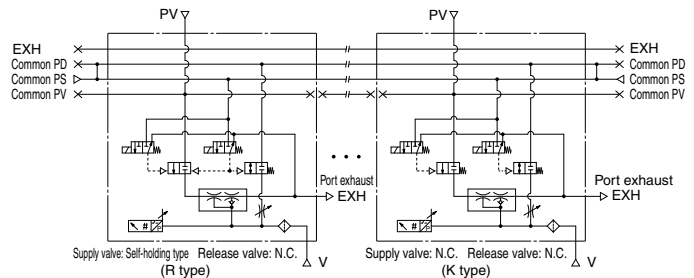 PV
PV
EXH
EXH
Common PD
Common PD
Common PS
Common PS
Common PV
Common PV
Port exhaust
EXH
Port exhaust
EXH
#
#
Supply valve: Self-holding type
Release valve: N.C.
V
(R type)
Supply valve: N.C.
Release valve: N.C.
V
(K type)